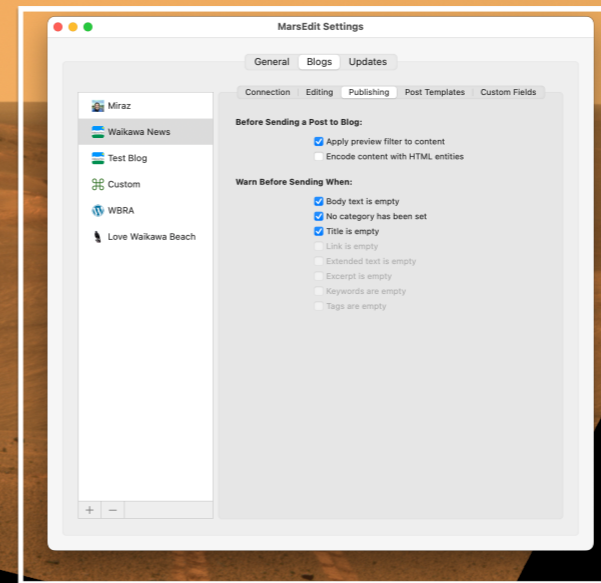 MarsEdit Settings
General Blogs Updates
Miraz
Waikawa News
Test Blog
Custom
WBRA
Love Waikawa Beach
Connection Editing Publishing Post Templates Custom Fields
Before Sending a Post to Blog:
Apply preview filter to content
Encode content with HTML entities
Warn Before Sending When:
Body text is empty
No category has been set
Title is empty
Link is empty
Extended text is empty
Excerpt is empty
Keywords are empty
Tags are empty